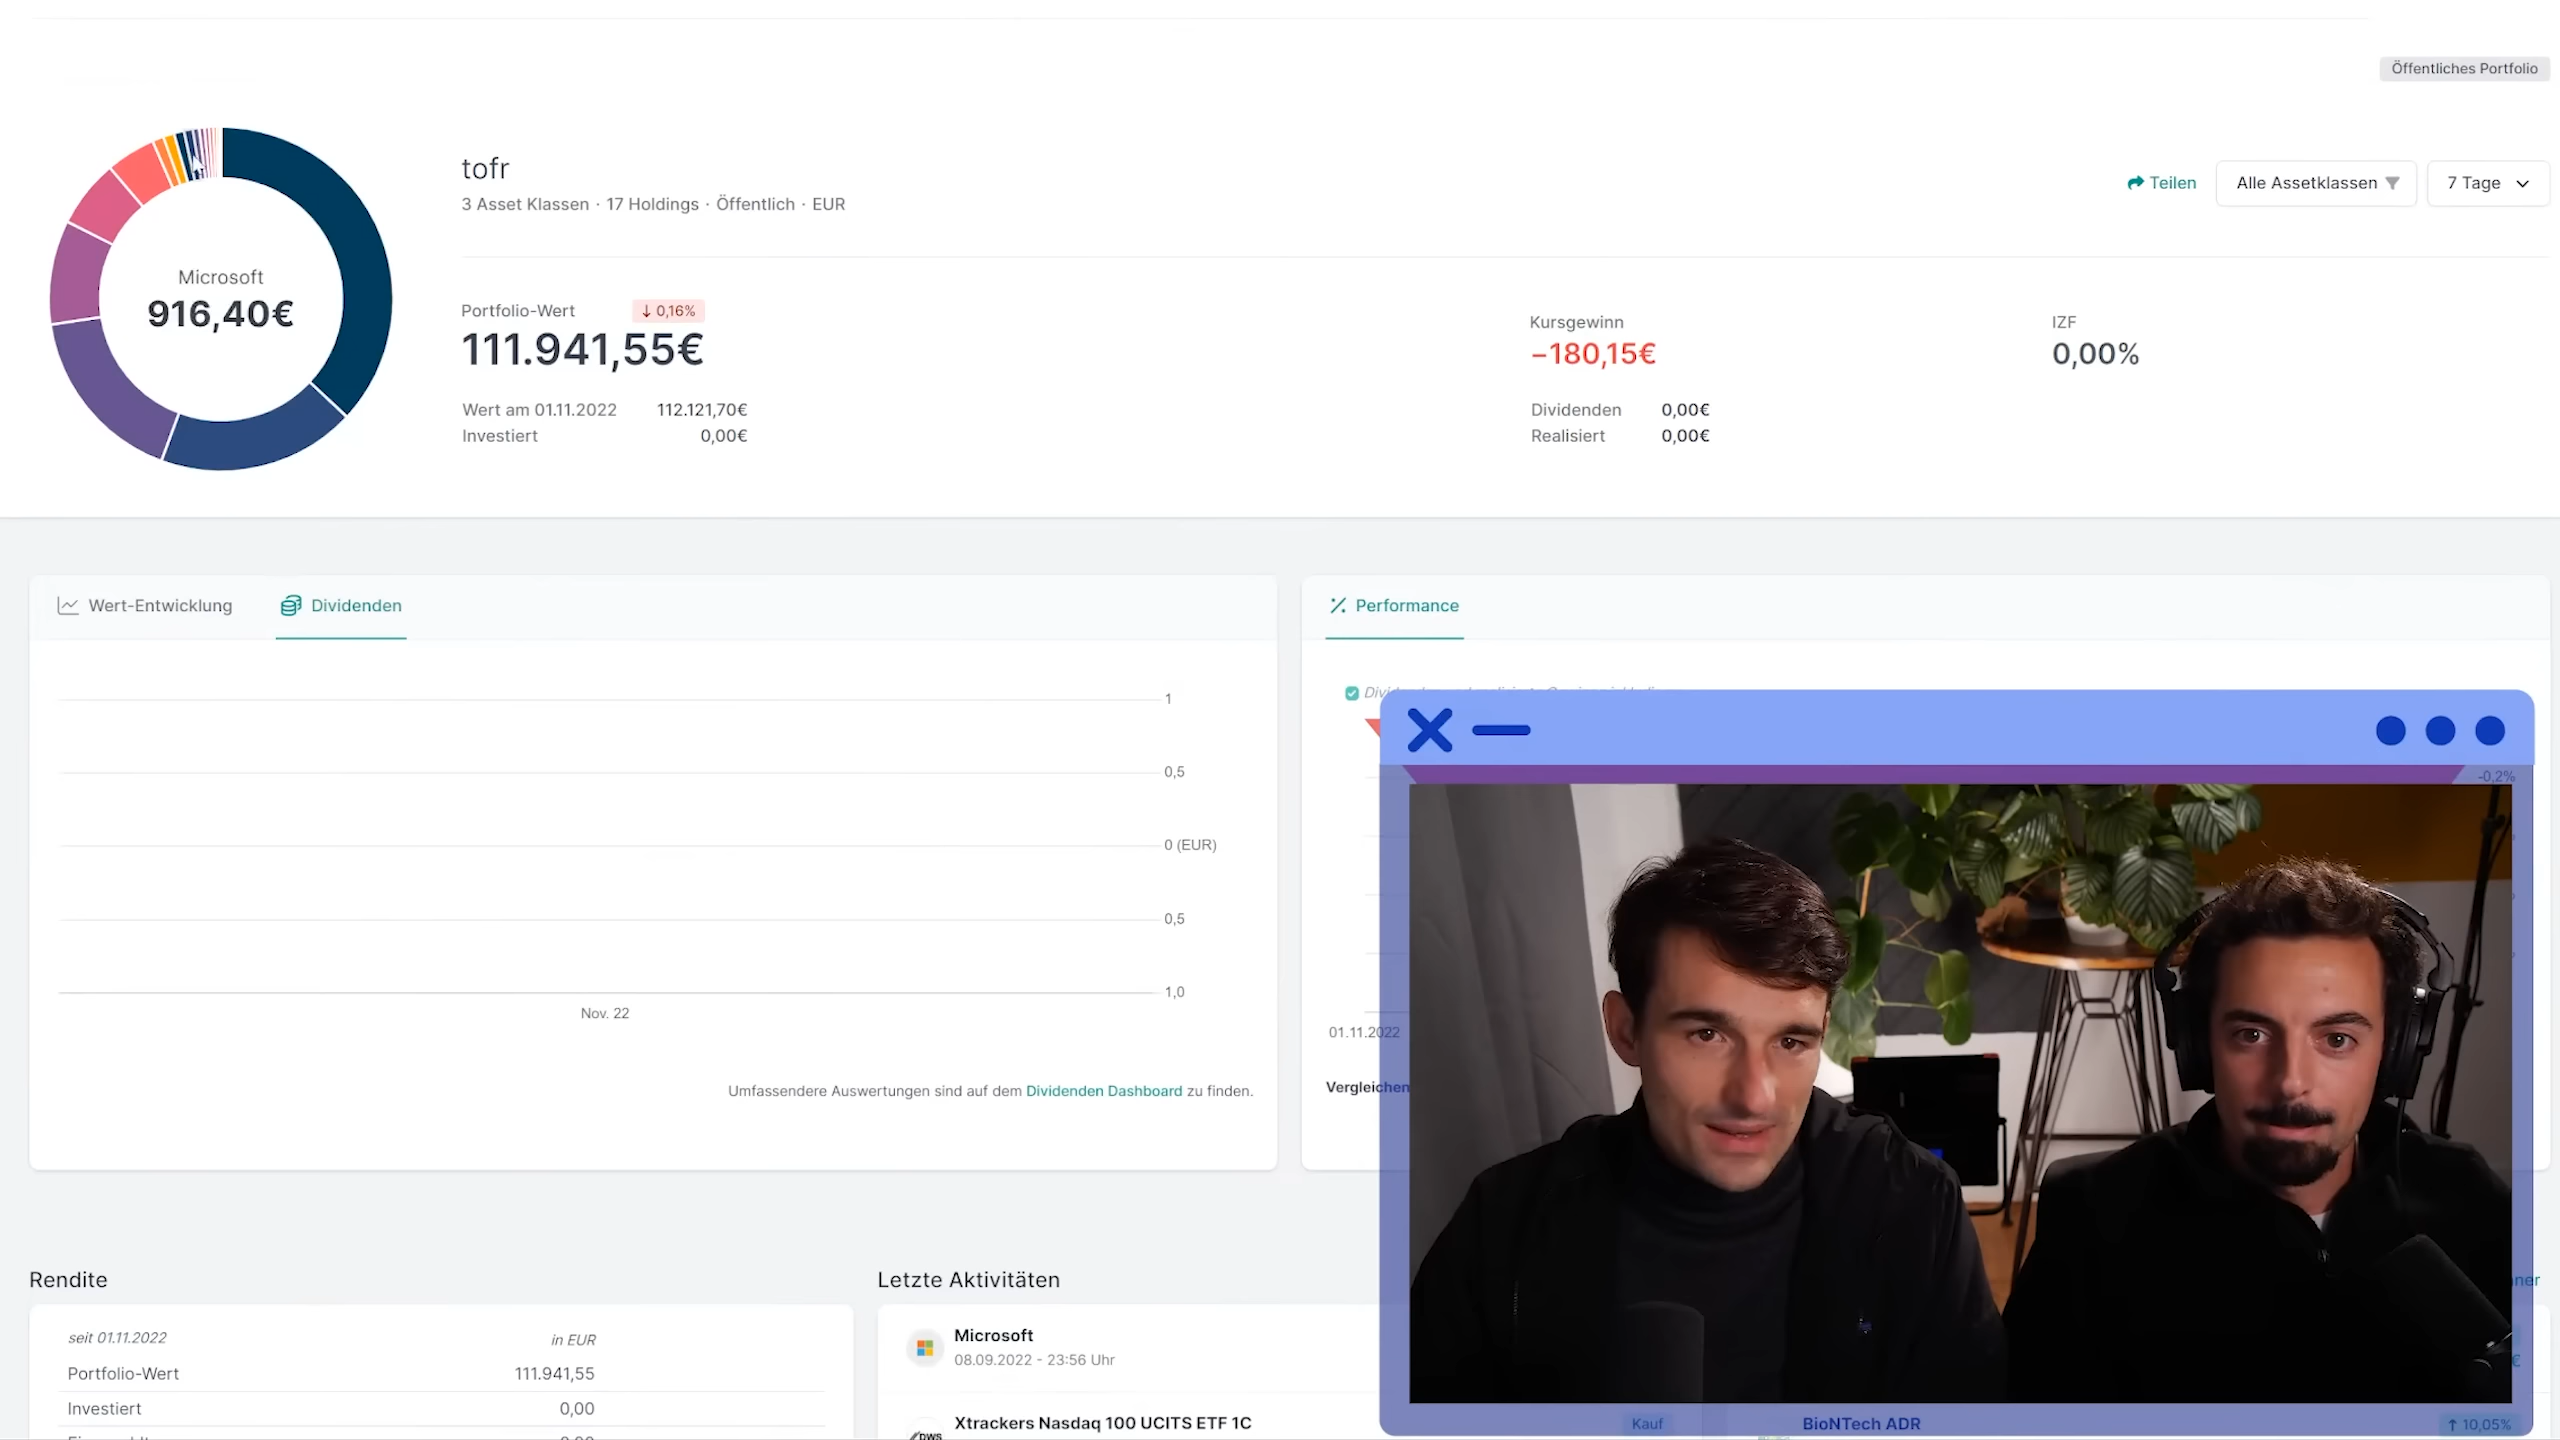 Öffentliches Portfolio
tofr
3 Asset Klassen · 17 Holdings · Öffentlich · EUR
Teilen
Alle Assetklassen
7 Tage
Microsoft
916,40€
Portfolio-Wert
↓ 0,16%
111.941,55€
Wert am 01.11.2022 112.121,70€
Investiert 0,00€
Kursgewinn
−180,15€
Dividenden 0,00€
Realisiert 0,00€
IZF
0,00%
Wert-Entwicklung
Dividenden
1
0,5
0 (EUR)
0,5
1,0
Nov. 22
Umfassendere Auswertungen sind auf dem Dividenden Dashboard zu finden.
Performance
-0,2%
01.11.2022
Vergleichen
Rendite
seit 01.11.2022 in EUR
Portfolio-Wert 111.941,55
Investiert 0,00
Letzte Aktivitäten
Microsoft
08.09.2022 - 23:56 Uhr
Xtrackers Nasdaq 100 UCITS ETF 1C
Kauf
DWS
BioNTech ADR
↑ 10,05%